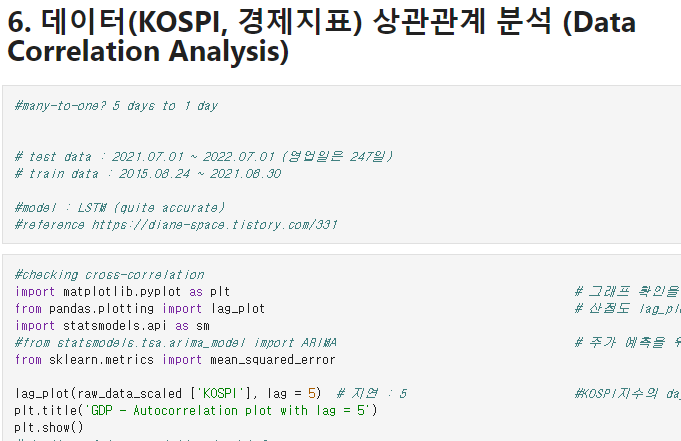 6. 데이터(KOSPI, 경제지표) 상관관계 분석 (Data
Correlation Analysis)
#many-to-one? 5 days to 1 day
# test data : 2021.07.01 ~ 2022.07.01 (영업일은 247일)
# train data : 2015.06.24 ~ 2021.06.30
#model : LSTM (quite accurate)
#reference https://diane-space.tistory.com/331
#checking cross-correlation
import matplotlib.pyplot as plt # 그래프 확인을
from pandas.plotting import lag_plot # 산점도 lag_pl
import statsmodels.api as sm
#from statsmodels.tsa.arima_model import ARIMA # 주가 예측을
from sklearn.metrics import mean_squared_error
lag_plot(raw_data_scaled ['KOSPI'], lag = 5) # 지연 : 5 #KOSPI지수의 da
plt.title('GDP - Autocorrelation plot with lag = 5')
plt.show()